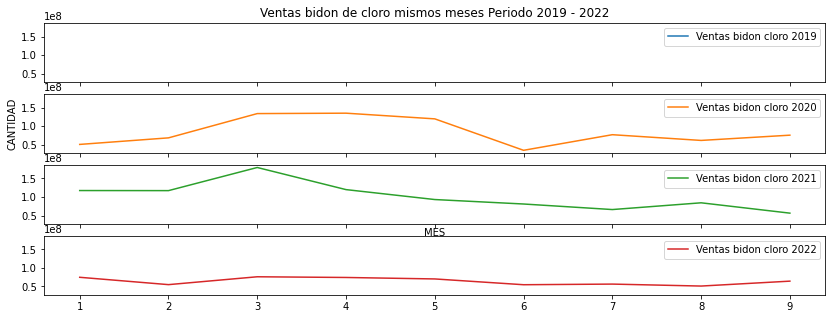 Ventas bidon de cloro mismos meses Periodo 2019 - 2022
1e8
1.5
1.0
0.5
Ventas bidon cloro 2019
1e8
1.5
1.0
0.5
Ventas bidon cloro 2020
CANTIDAD
1e8
1.5
1.0
0.5
Ventas bidon cloro 2021
MES
1e8
1.5
1.0
0.5
Ventas bidon cloro 2022
1 2 3 4 5 6 7 8 9